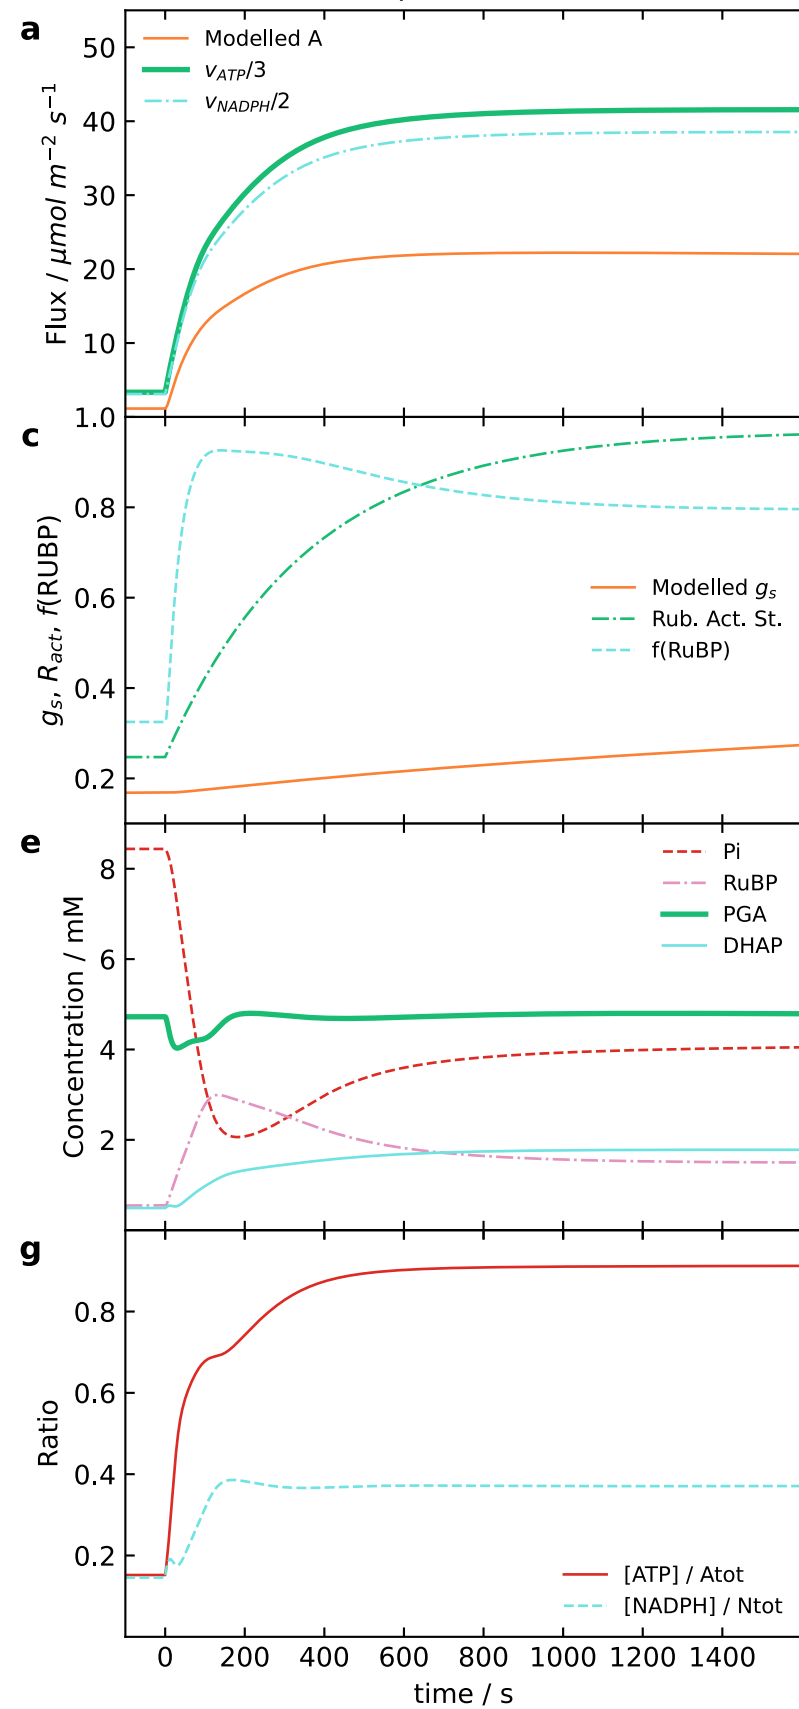 a
50
40
30
20
10
Flux / μmol m⁻² s⁻¹
Modelled A
v_ATP/3
v_NADPH/2
c
1.0
0.8
0.6
0.4
0.2
g_s, R_act, f(RUBP)
Modelled g_s
Rub. Act. St.
f(RuBP)
e
8
6
4
2
Concentration / mM
Pi
RuBP
PGA
DHAP
g
0.8
0.6
0.4
0.2
Ratio
[ATP] / Atot
[NADPH] / Ntot
0 200 400 600 800 1000 1200 1400
time / s